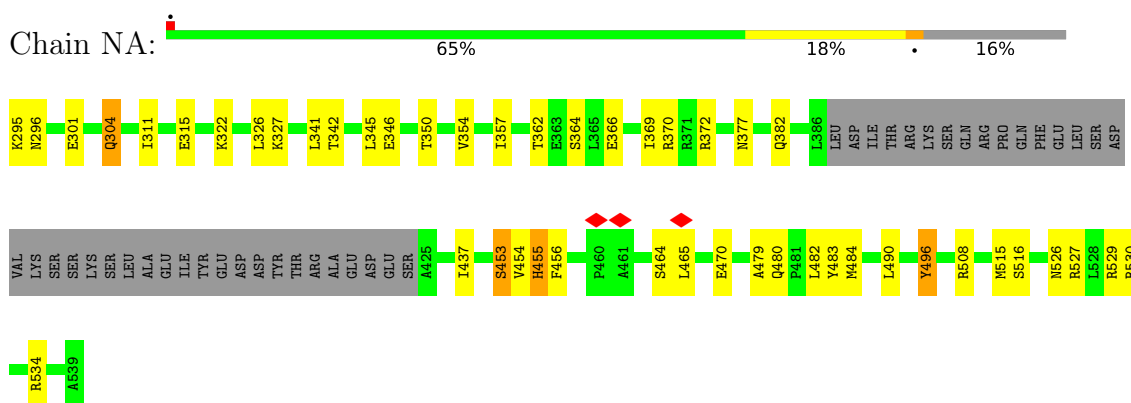 Chain NA:
65% 18% • 16%
K295 N296 E301 Q304 I311 E315 K322 L326 K327 L341 T342 L345 E346 T350 V354 I357 T362 E363 S364 L365 E366 I369 R370 R371 R372 N377 Q382 L386 LEU ASP ILE THR ARG LYS SER GLN ARG PRO GLN PHE GLU LEU SER ASP
VAL LYS SER SER LYS SER LEU ALA GLU ILE TYR GLU ASP ASP TYR THR ARG ALA GLU ASP GLU SER A425 I437 S453 V454 H455 F456 P460 A461 S464 L465 E470 A479 Q480 P481 L482 Y483 M484 L490 Y496 R508 M515 S516 N526 R527 L528 R529
R534 A539